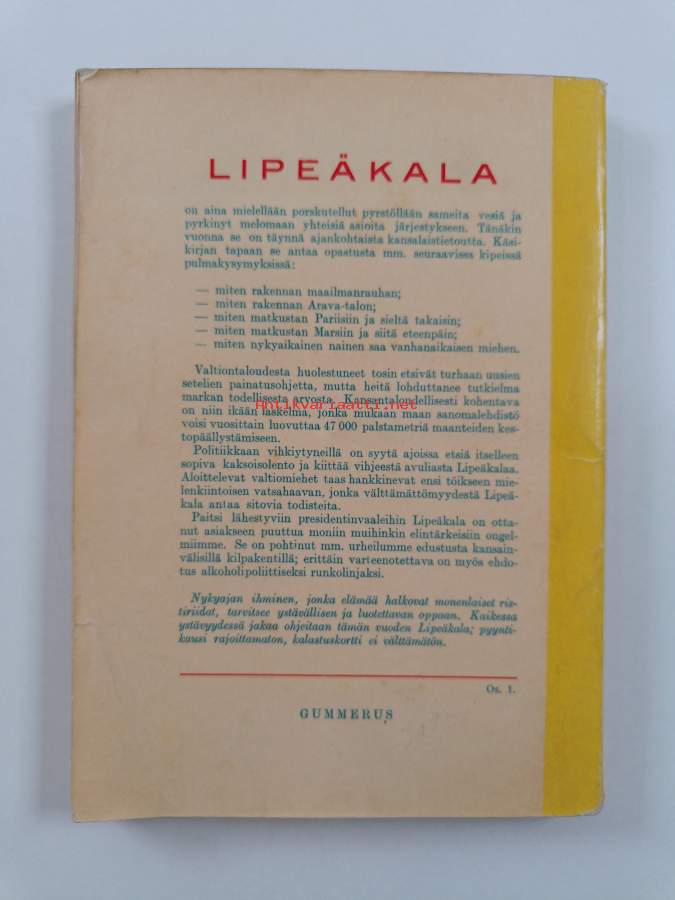 LIPEÄKALA
on aina mielellään porskutellut pyrstöllään sameita vesiä ja
pyrkinyt melomaan yhteisiä asioita järjestykseen. Tänäkin
vuonna se on täynnä ajankohtaista kansalaistietoutta. Käsi-
kirjan tapaan se antaa opastusta mm. seuraavissa kipeissä
pulmakysymyksissä:
— miten rakennan maailmanrauhan;
— miten rakennan Arava-talon;
— miten matkustan Pariisiin ja sieltä takaisin;
— miten matkustan Marsiin ja siitä eteenpäin;
— miten nykyaikainen nainen saa vanhanaikaisen miehen.
Valtiontaloudesta huolestuneet tosin etsivät turhaan uusien
setelien painatusohjetta, mutta heitä lohduttanee tutkielma
markan todellisesta arvosta. Kansantaloudellisesti kohentava
Antikvariaatti.net
on niin ikään laskelma, jonka mukaan maan sanomalehdistö
voisi vuosittain luovuttaa 47 000 palstametriä maanteiden kes-
topäällystämiseen.
Politiikkaan vihkiytyneillä on syytä ajoissa etsiä itselleen
sopiva kaksoisolento ja kiittää vihjeestä avuliasta Lipeäkalaa.
Aloittelevat valtiomiehet taas hankkinevat ensi töikseen mie-
lenkiintoisen vatsahaavan, jonka välttämättömyydestä Lipeä-
kala antaa sitovia todisteita.
Paitsi lähestyviin presidentinvaaleihin Lipeäkala on otta-
nut asiakseen puuttua moniin muihinkin elintärkeisiin ongel-
miimme. Se on pohtinut mm. urheilumme edustusta kansain-
välisillä kilpakentillä; erittäin varteenotettava on myös ehdo-
tus alkoholipoliittiseksi runkolinjaksi.
Nykyajan ihminen, jonka elämää halkovat monenlaiset ris-
tiriidat, tarvitsee ystävällisen ja luotettavan oppaan. Kaikessa
ystävyydessä jakaa ohjeitaan tämän vuoden Lipeäkala; pyynti-
kausi rajoittamaton, kalastuskortti ei välttämätön.
Os. 1.
GUMMERUS